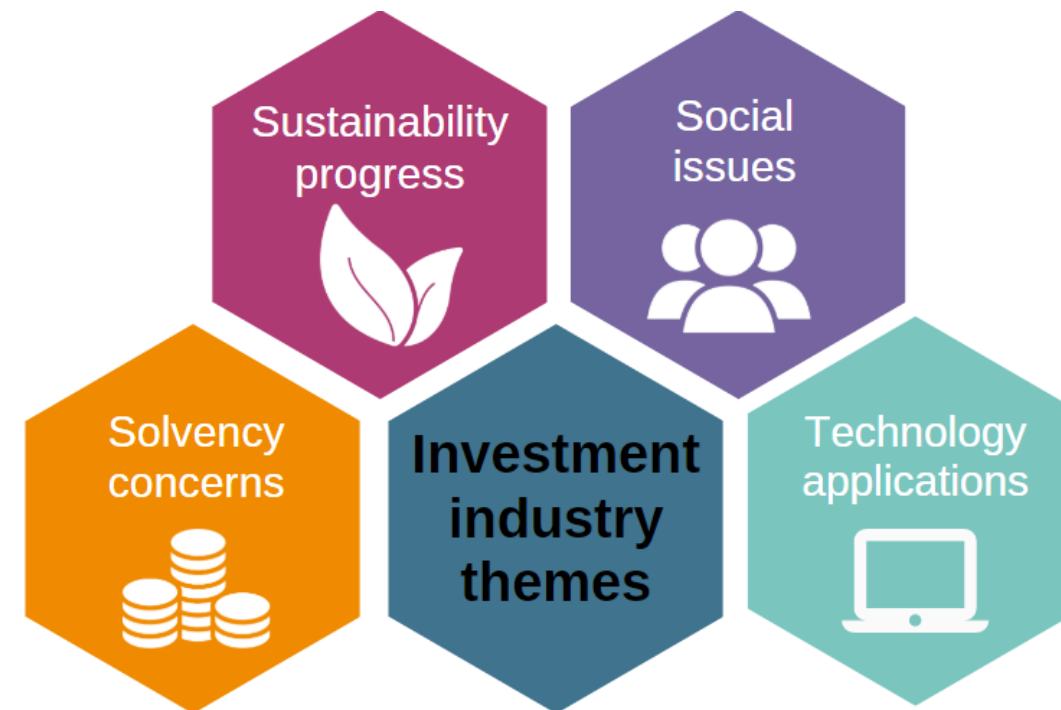 Sustainability
progress
Social
issues
Solvency
concerns
Investment
industry
themes
Technology
applications